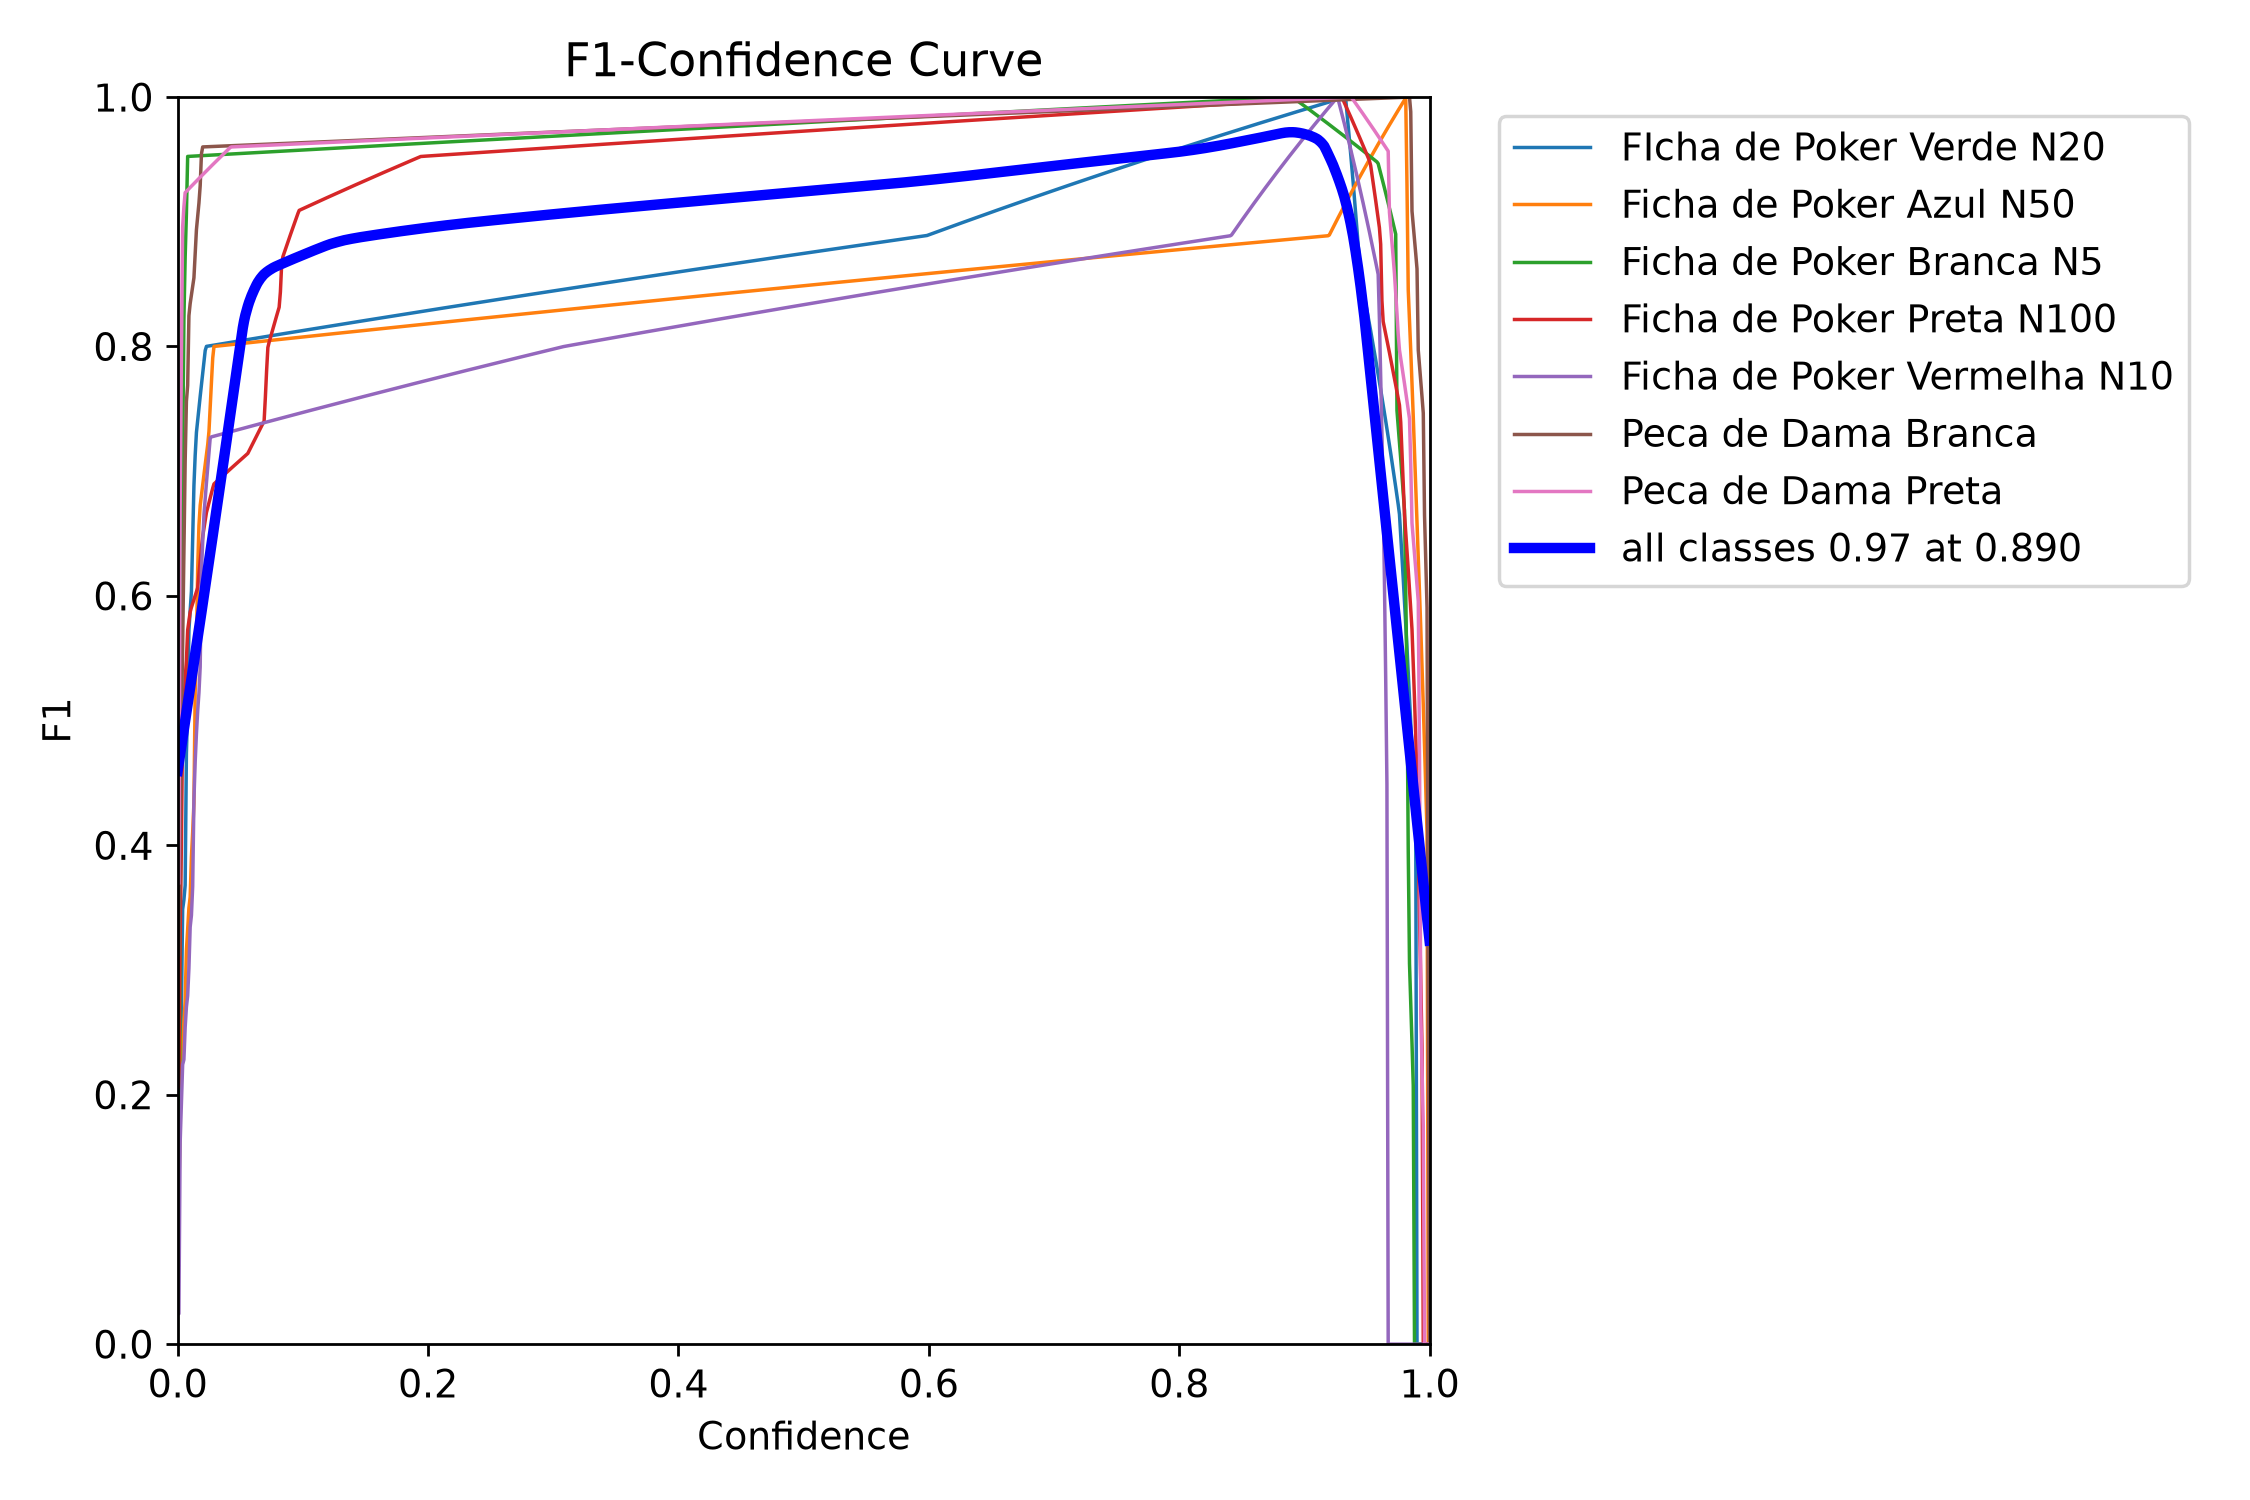 F1-Confidence Curve
1.0
0.8
0.6
0.4
0.2
0.0
F1
0.0 0.2 0.4 0.6 0.8 1.0
Confidence
FIcha de Poker Verde N20
Ficha de Poker Azul N50
Ficha de Poker Branca N5
Ficha de Poker Preta N100
Ficha de Poker Vermelha N10
Peca de Dama Branca
Peca de Dama Preta
all classes 0.97 at 0.890